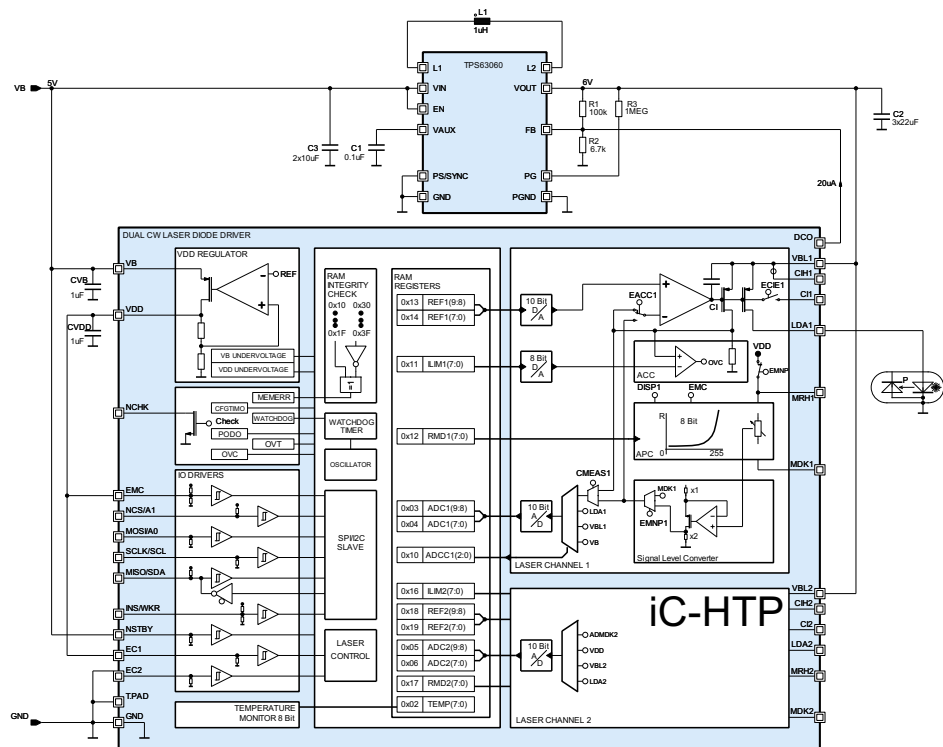 L1
1uH
TPS63060
L1
L2
VB
5V
VIN
VOUT
6V
EN
R1
100k
R3
1MEG
C2
3x22uF
VAUX
FB
C3
2x10uF
C1
0.1uF
R2
6.7k
PS/SYNC
PG
GND
PGND
20uA
DUAL CW LASER DIODE DRIVER
DCO
VDD REGULATOR
VB
REF
CVB
1uF
VDD
CVDD
1uF
VB UNDERVOLTAGE
VDD UNDERVOLTAGE
RAM
INTEGRITY
CHECK
0x10 0x30
0x1F 0x3F
=
1
RAM
REGISTERS
0x13 REF1(9:8)
0x14 REF1(7:0)
0x11 ILIM1(7:0)
0x12 RMD1(7:0)
0x03 ADC1(9:8)
0x04 ADC1(7:0)
0x10 ADCC1(2:0)
0x16 ILIM2(7:0)
0x18 REF2(9:8)
0x19 REF2(7:0)
0x05 ADC2(9:8)
0x06 ADC2(7:0)
0x17 RMD2(7:0)
0x02 TEMP(7:0)
VBL1
CIH1
ECIE1
CI1
LDA1
10 Bit
D
A
EACC1
CI
8 Bit
D
A
OVC
ACC
VDD
EMNP
MRH1
DISP1
EMC
R
8 Bit
APC
0
255
MDK1
P
NCHK
MEMERR
CFGTIMO
Check
WATCHDOG
PODO
OVT
OVC
WATCHDOG
TIMER
OSCILLATOR
IO DRIVERS
EMC
NCS/A1
MOSI/A0
SCLK/SCL
MISO/SDA
INS/WKR
NSTBY
EC1
EC2
T.PAD
GND
GND
SPI/I2C
SLAVE
LASER
CONTROL
TEMPERATURE
MONITOR 8 Bit
CMEAS1
10 Bit
A
D
LDA1
VBL1
VB
MDK1
EMNP1
x1
x2
Signal Level Converter
LASER CHANNEL 1
iC-HTP
10 Bit
A
D
ADMDK2
VDD
VBL2
LDA2
LASER CHANNEL 2
VBL2
CIH2
CI2
LDA2
MRH2
MDK2